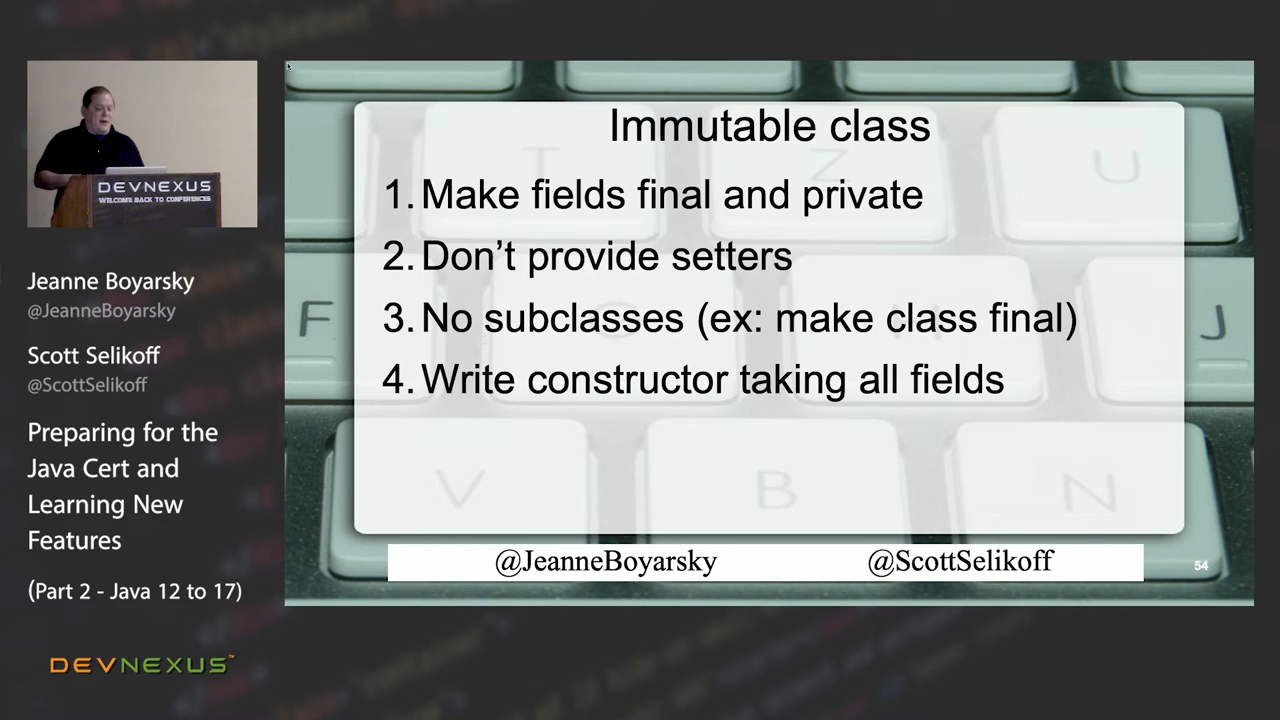 DEVNEXUS
WELCOME BACK TO CONFERENCES
Jeanne Boyarsky
@JeanneBoyarsky
Scott Selikoff
@ScottSelikoff
Preparing for the
Java Cert and
Learning New
Features
(Part 2 - Java 12 to 17)
DEVNEXUS™
Immutable class
1. Make fields final and private
2. Don’t provide setters
3. No subclasses (ex: make class final)
4. Write constructor taking all fields
@JeanneBoyarsky @ScottSelikoff
54
T Z U
F G H J
V B N